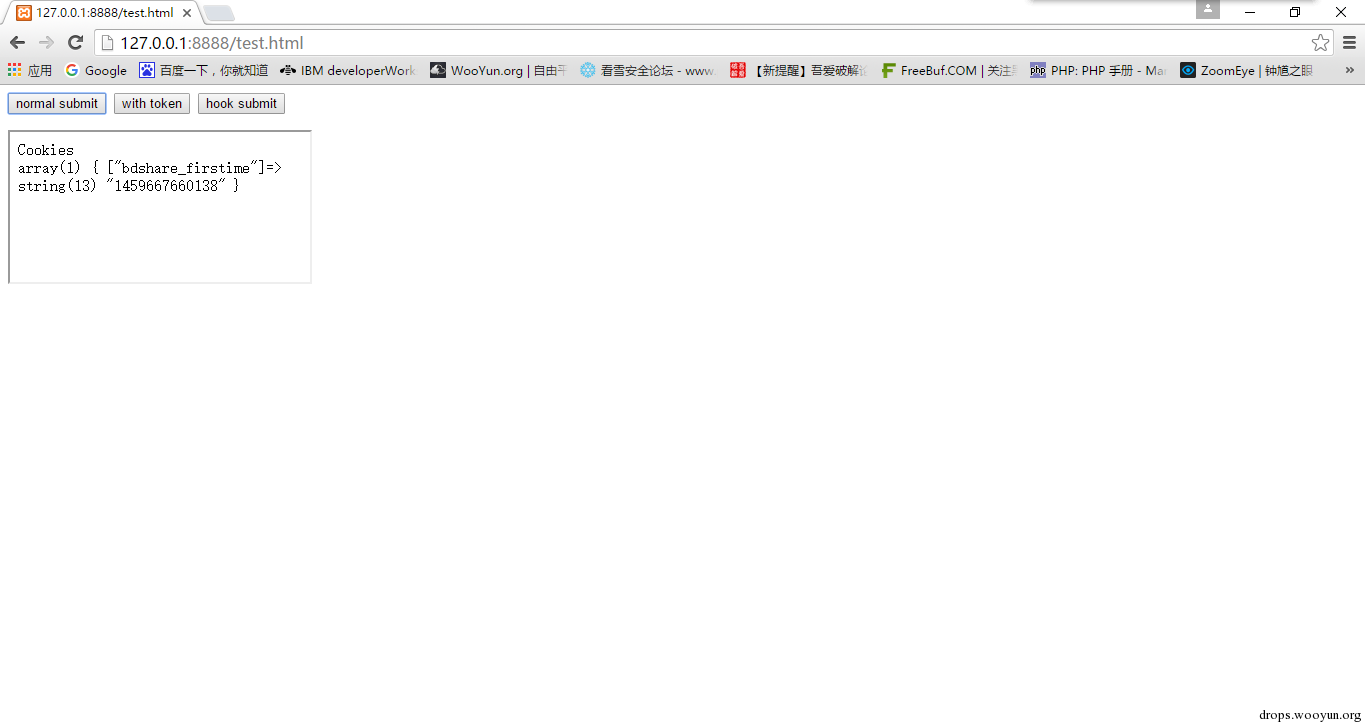 127.0.0.1:8888/test.html
127.0.0.1:8888/test.html
应用 Google 百度一下，你就知道 IBM developerWork WooYun.org | 自由 看雪安全论坛 - www. 【新提醒】吾爱破解 FreeBuf.COM | 关注 php PHP: PHP 手册 - Ma ZoomEye | 钟馗之眼 »
normal submit with token hook submit
Cookies
array(1) { ["bdshare_firstime"]=>
string(13) "1459667660138" }
drops.wooyun.org